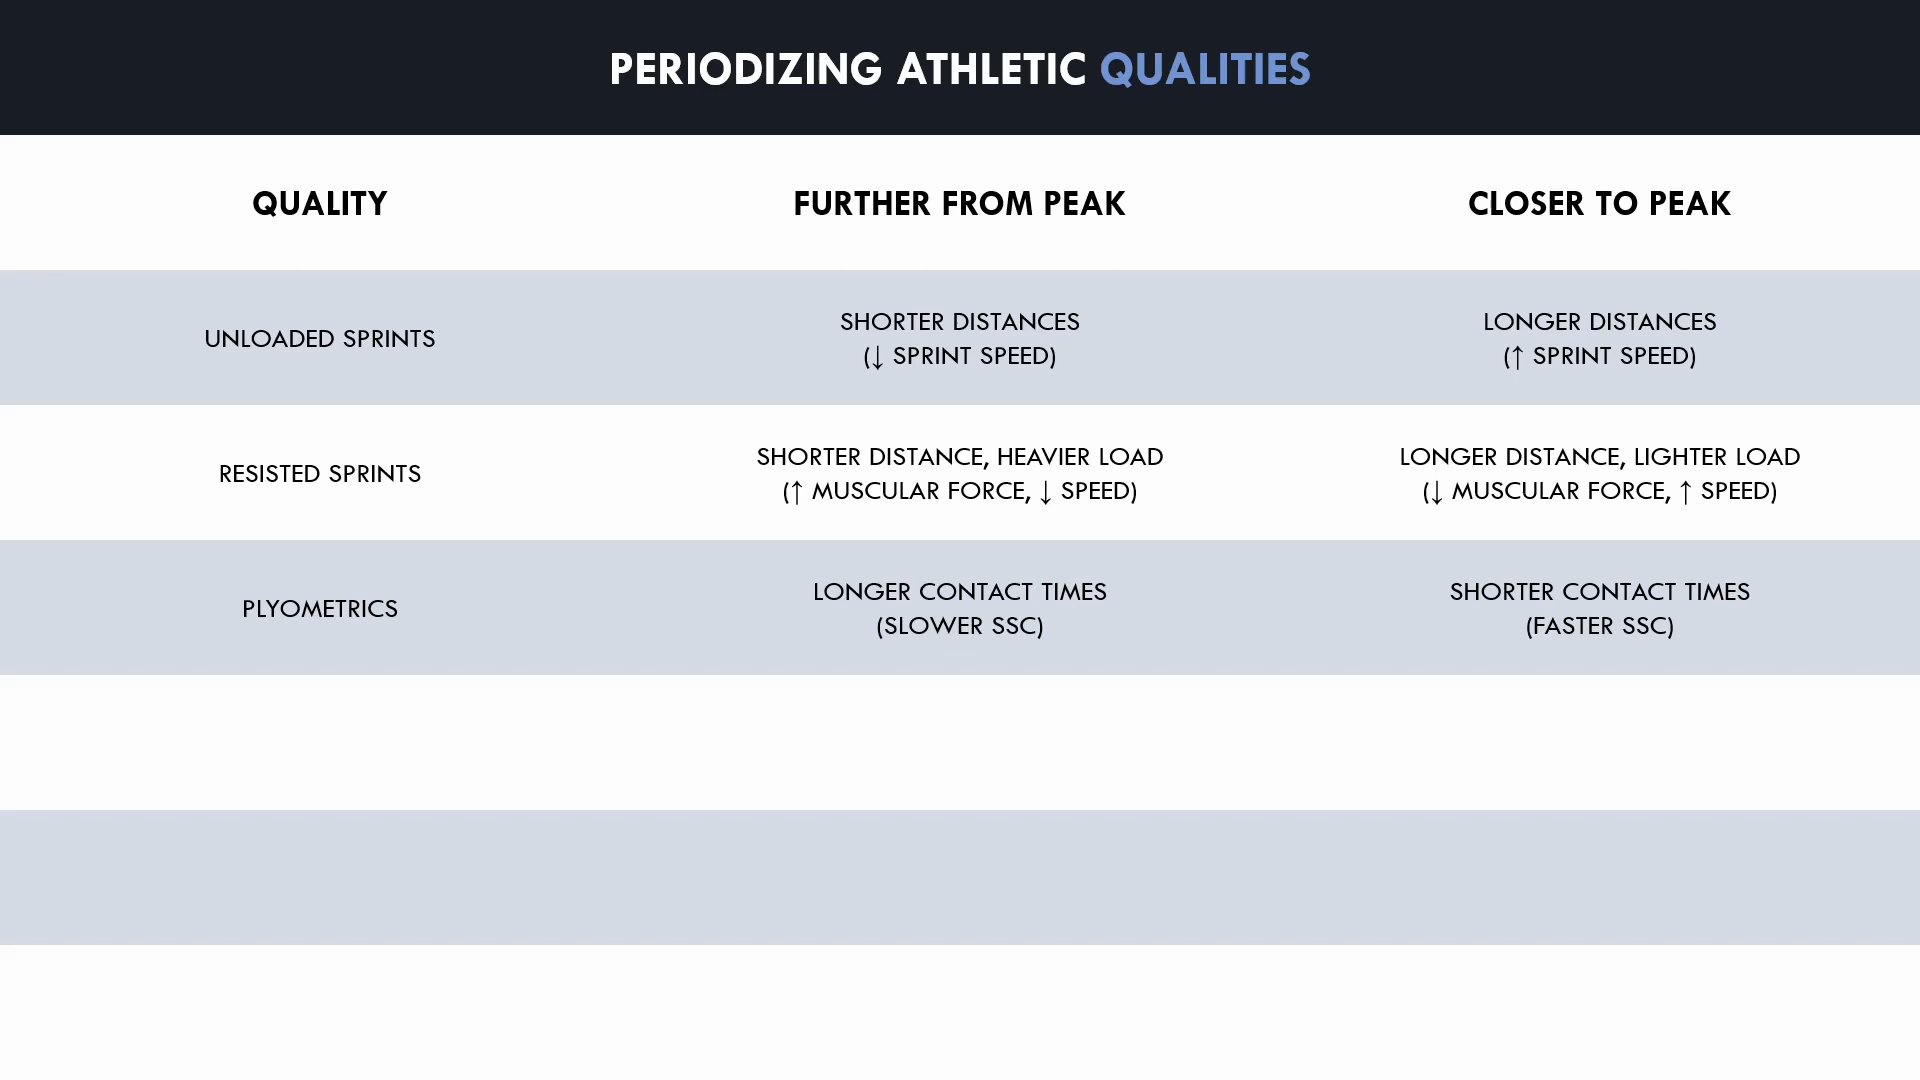 PERIODIZING ATHLETIC QUALITIES
QUALITY
FURTHER FROM PEAK
CLOSER TO PEAK
UNLOADED SPRINTS
SHORTER DISTANCES
(↓ SPRINT SPEED)
LONGER DISTANCES
(↑ SPRINT SPEED)
RESISTED SPRINTS
SHORTER DISTANCE, HEAVIER LOAD
(↑ MUSCULAR FORCE, ↓ SPEED)
LONGER DISTANCE, LIGHTER LOAD
(↓ MUSCULAR FORCE, ↑ SPEED)
PLYOMETRICS
LONGER CONTACT TIMES
(SLOWER SSC)
SHORTER CONTACT TIMES
(FASTER SSC)